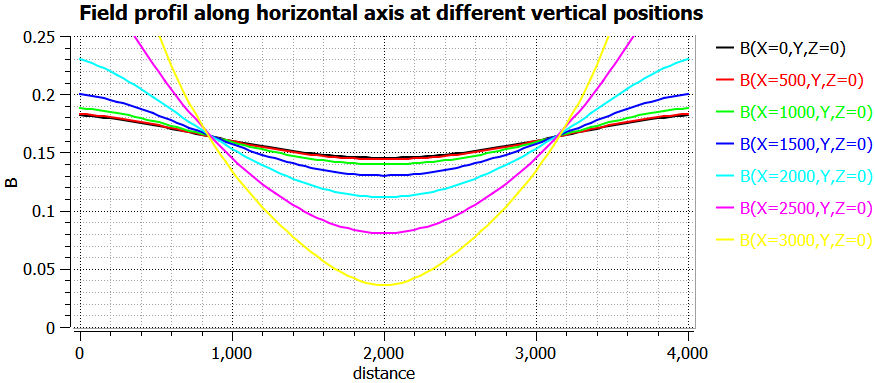 Field profil along horizontal axis at different vertical positions
0.25
0.2
0.15
0.1
0.05
0
B
0 1,000 2,000 3,000 4,000
distance
B(X=0,Y,Z=0)
B(X=500,Y,Z=0)
B(X=1000,Y,Z=0)
B(X=1500,Y,Z=0)
B(X=2000,Y,Z=0)
B(X=2500,Y,Z=0)
B(X=3000,Y,Z=0)